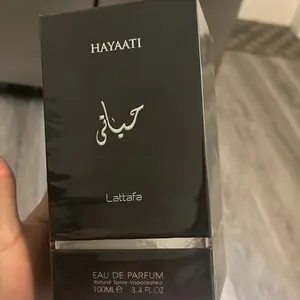 HAYAATI
حياتي
Lattafa
EAU DE PARFUM
Natural Spray-Vaporisateur
100ML℮ 3.4 FL.OZ